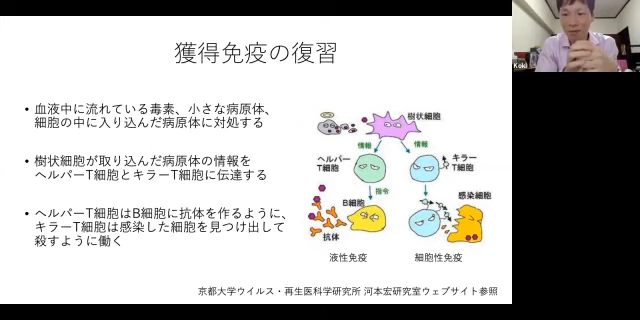 獲得免疫の復習
• 血液中に流れている毒素、小さな病原体、
細胞の中に入り込んだ病原体に対処する
• 樹状細胞が取り込んだ病原体の情報を
ヘルパーT細胞とキラーT細胞に伝達する
• ヘルパーT細胞はB細胞に抗体を作るように、
キラーT細胞は感染した細胞を見つけ出して
殺すように働く
樹状細胞
情報
情報
ヘルパー
T細胞
キラー
T細胞
指令
B細胞
感染細胞
抗体
液性免疫
細胞性免疫
京都大学ウイルス・再生医科学研究所 河本宏研究室ウェブサイト参照
Koki